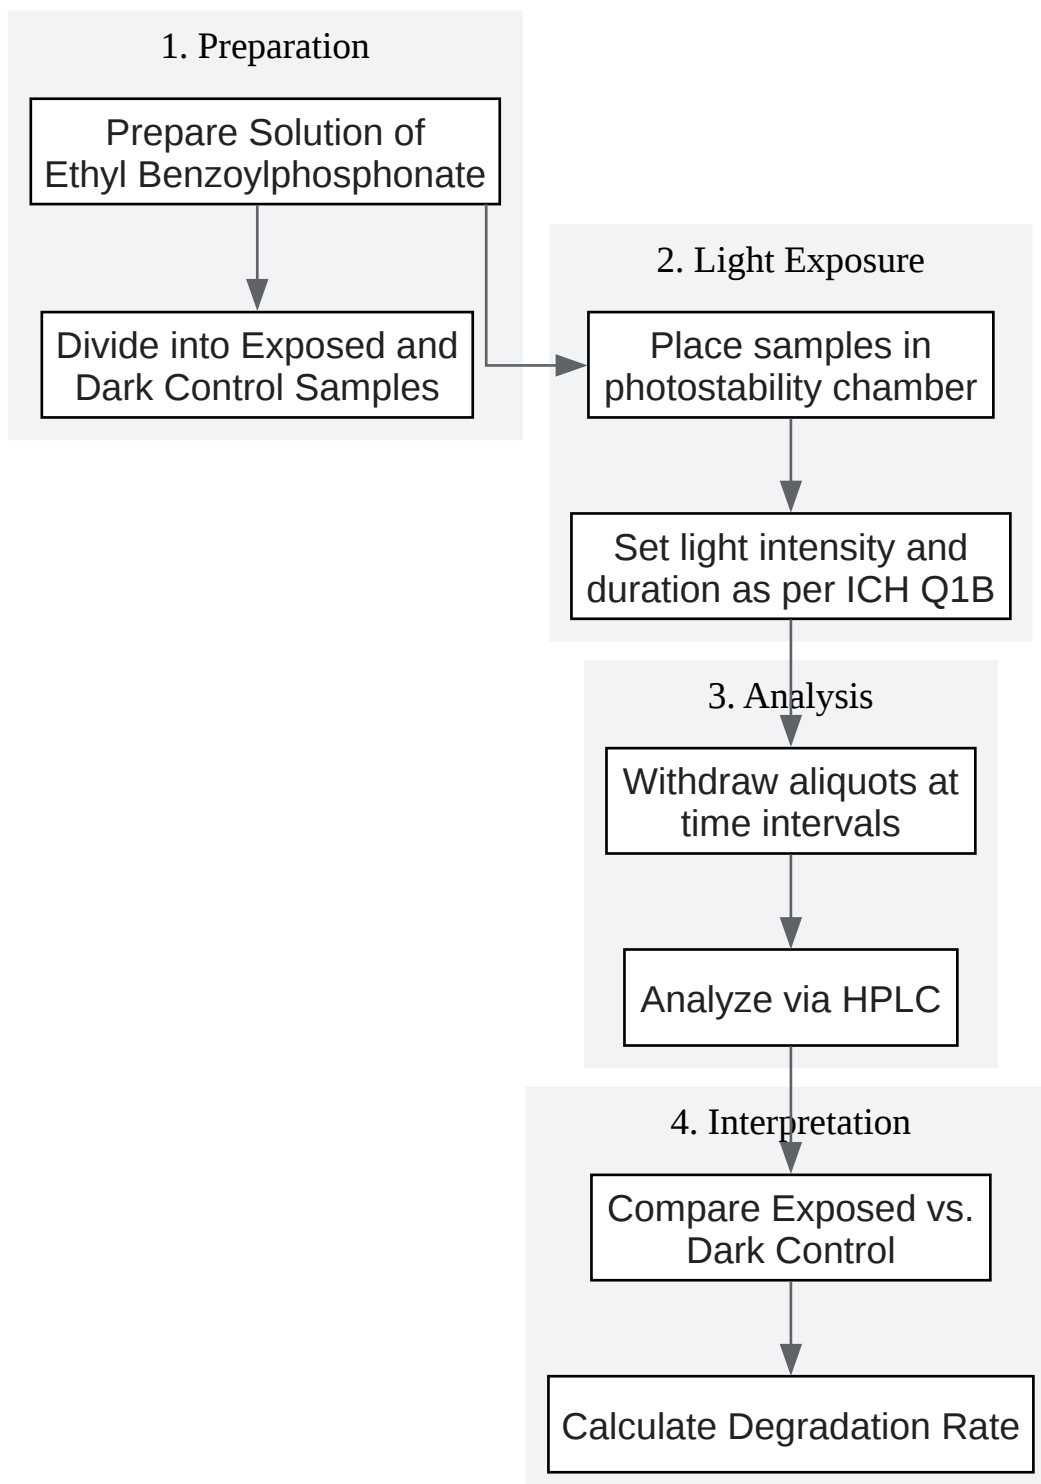 1. Preparation
Prepare Solution of
Ethyl Benzoylphosphonate
Divide into Exposed and
Dark Control Samples
2. Light Exposure
Place samples in
photostability chamber
Set light intensity and
duration as per ICH Q1B
3. Analysis
Withdraw aliquots at
time intervals
Analyze via HPLC
4. Interpretation
Compare Exposed vs.
Dark Control
Calculate Degradation Rate